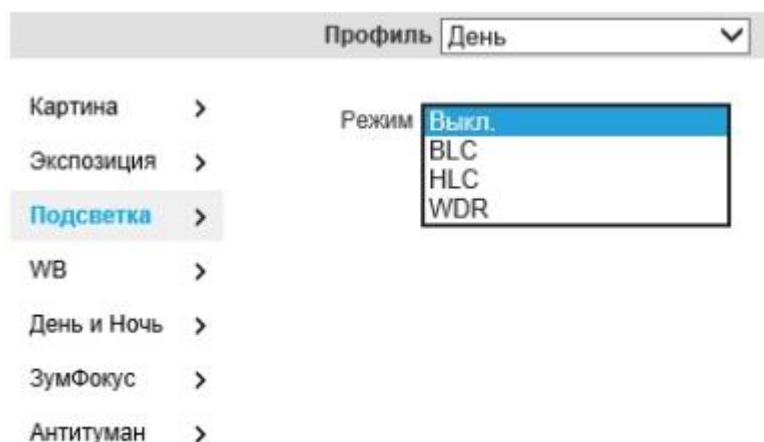 Профиль День
Картина
Режим Выкл.
Экспозиция
BLC
HLC
Подсветка
WDR
WB
День и Ночь
ЗумФокус
Антитуман